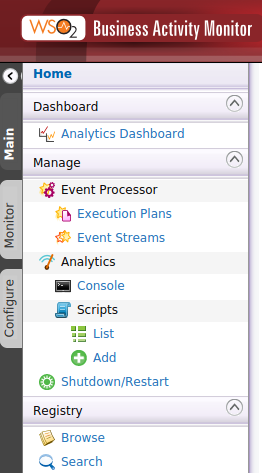 WSO2 Business Activity Monitor
Home
Dashboard
Analytics Dashboard
Main
Manage
Event Processor
Monitor
Execution Plans
Event Streams
Analytics
Configure
Console
Scripts
List
Add
Shutdown/Restart
Registry
Browse
Search